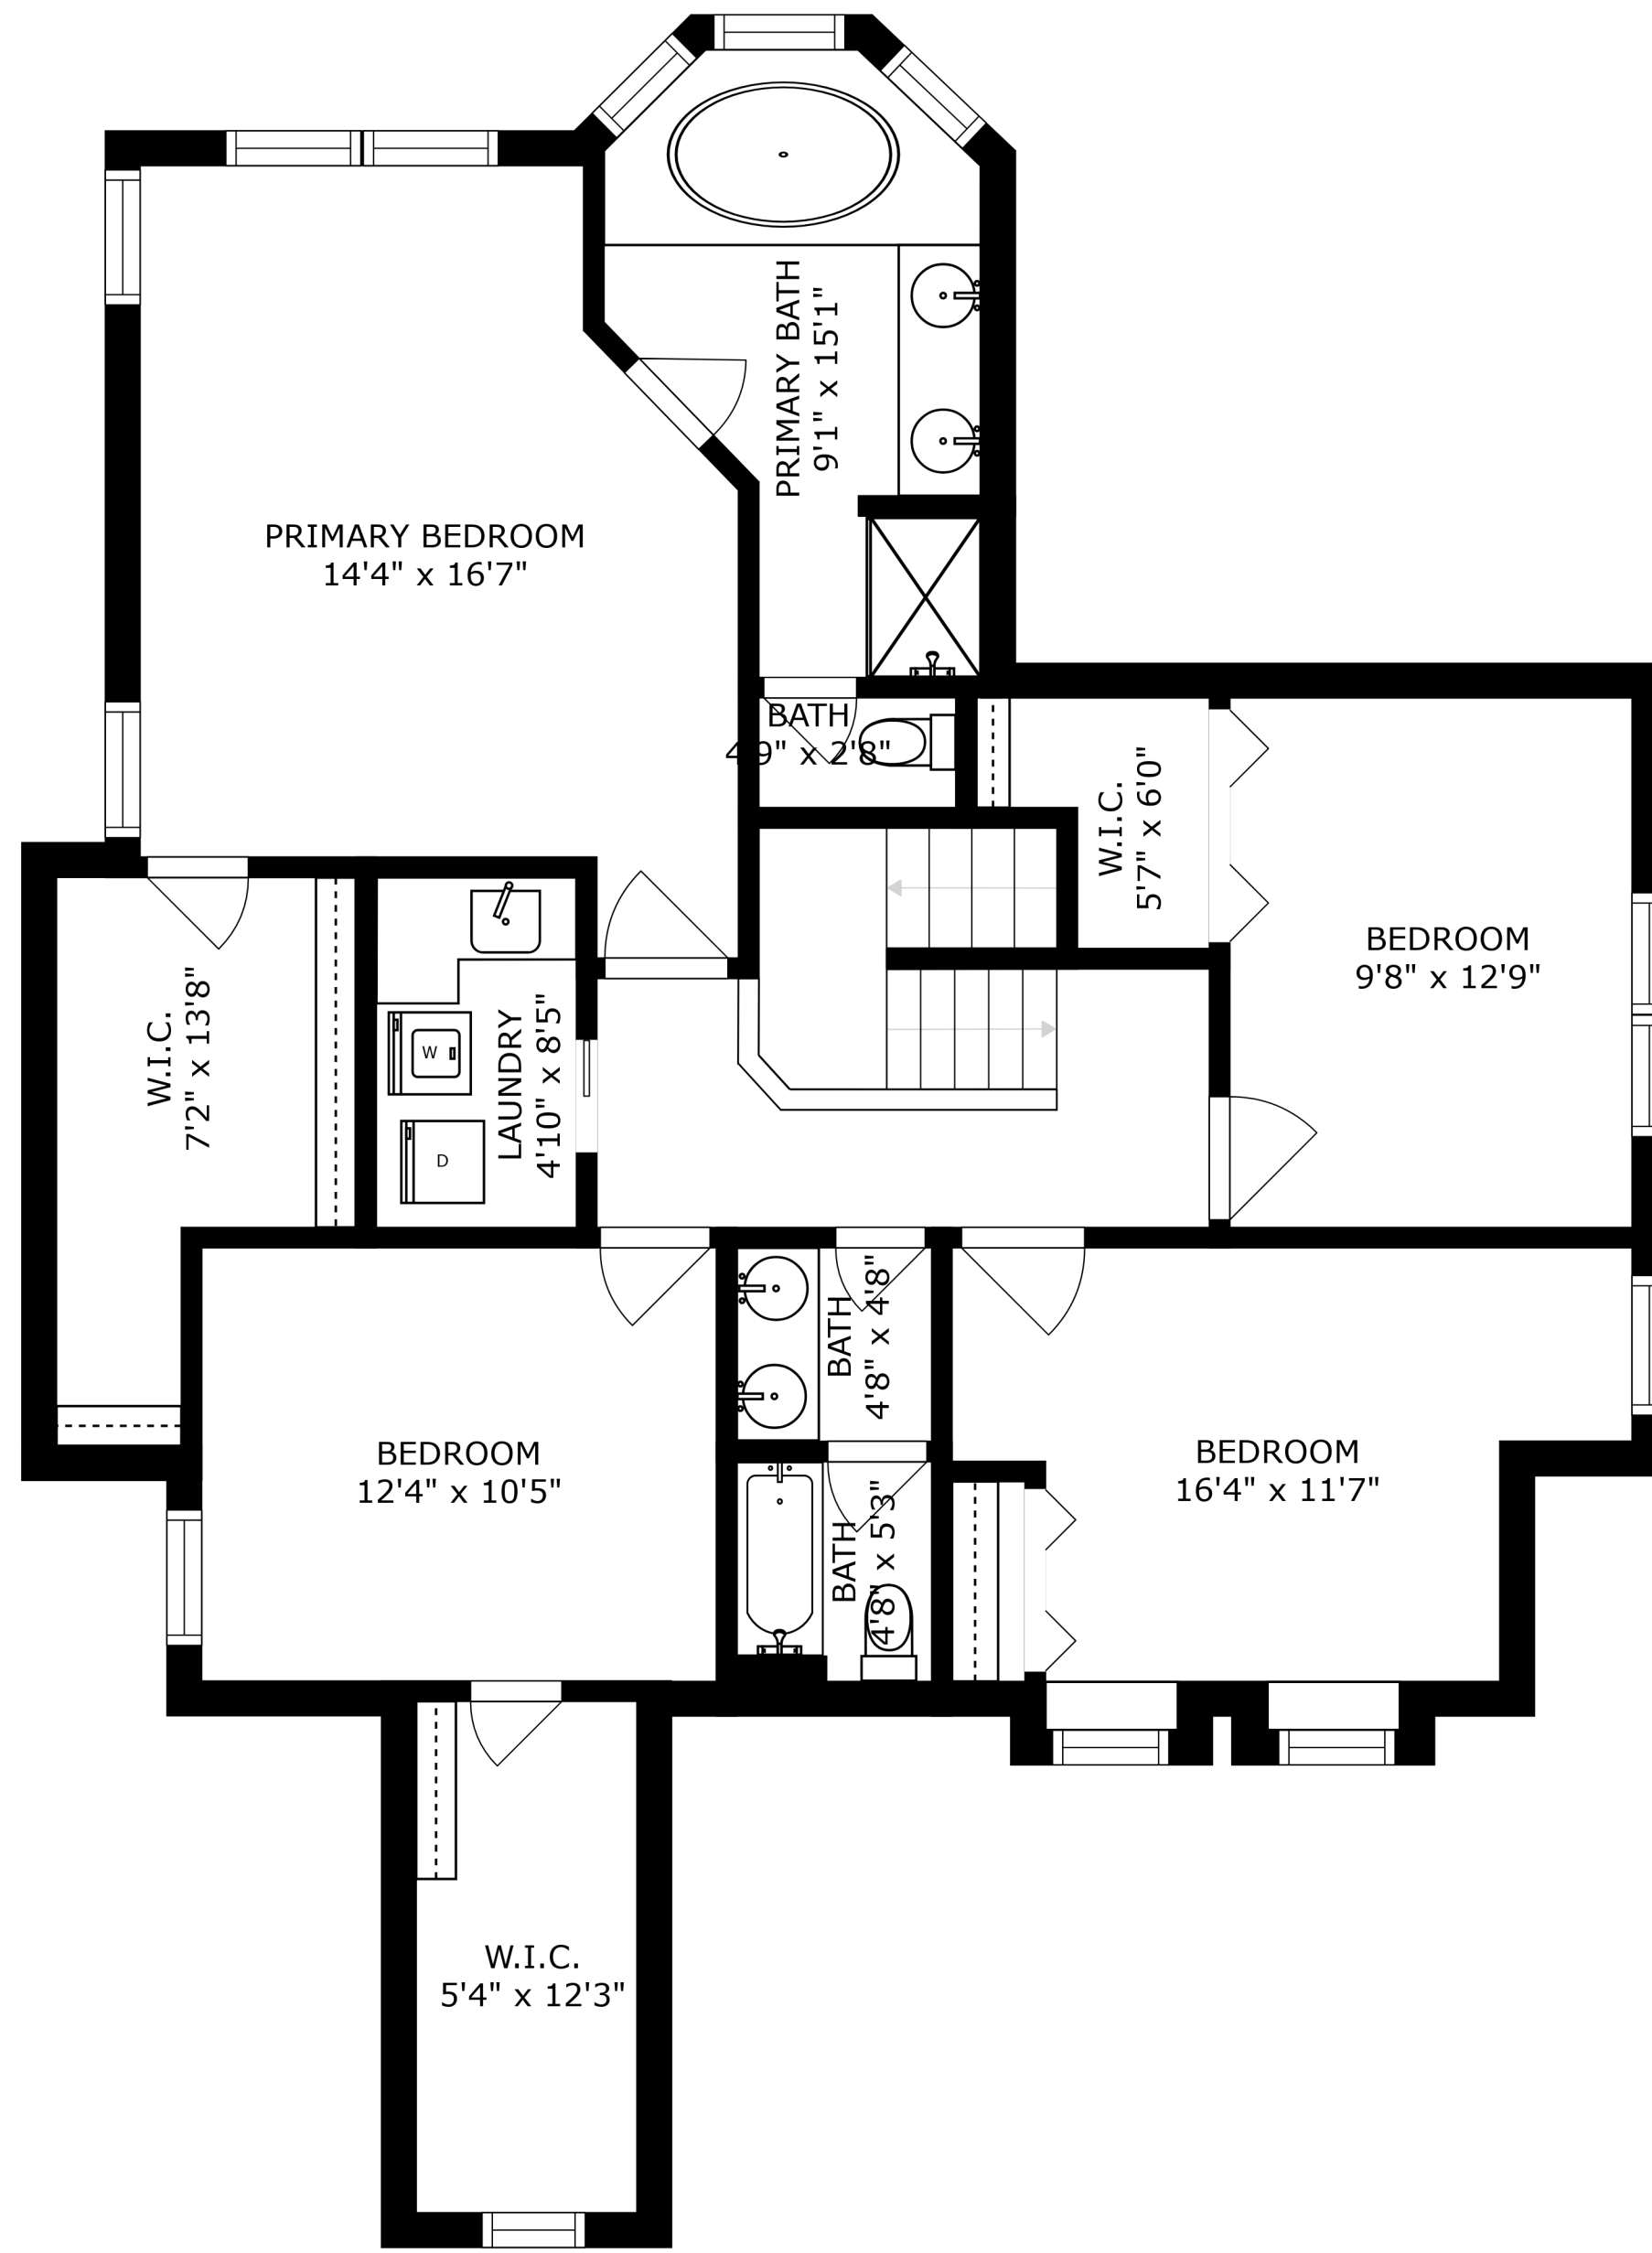 PRIMARY BATH
9'1" x 15'1"
PRIMARY BEDROOM
14'4" x 16'7"
BATH
4'9" x 2'8"
W.I.C.
5'7" x 6'0"
BEDROOM
9'8" x 12'9"
W.I.C.
7'2" x 13'8"
LAUNDRY
4'10" x 8'5"
W
D
BATH
4'8" x 4'8"
BEDROOM
12'4" x 10'5"
BATH
4'8" x 5'3"
BEDROOM
16'4" x 11'7"
W.I.C.
5'4" x 12'3"